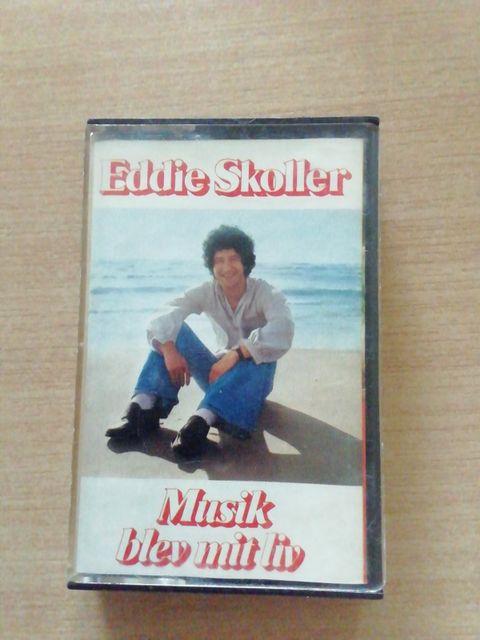 Eddie Skoller
Musik
blev mit liv